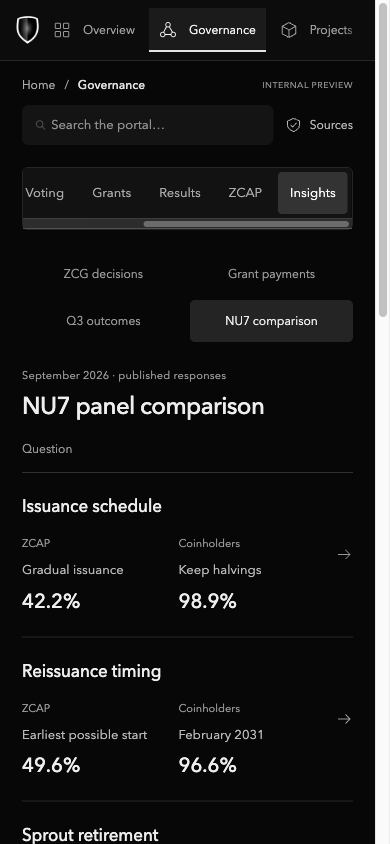 Overview Governance Projects
Home / Governance INTERNAL PREVIEW
Search the portal... Sources
Voting Grants Results ZCAP Insights
ZCG decisions Grant payments
Q3 outcomes NU7 comparison
September 2026 · published responses
NU7 panel comparison
Question
Issuance schedule
ZCAP Coinholders
Gradual issuance Keep halvings
42.2% 98.9%
Reissuance timing
ZCAP Coinholders
Earliest possible start February 2031
49.6% 96.6%
Sprout retirement